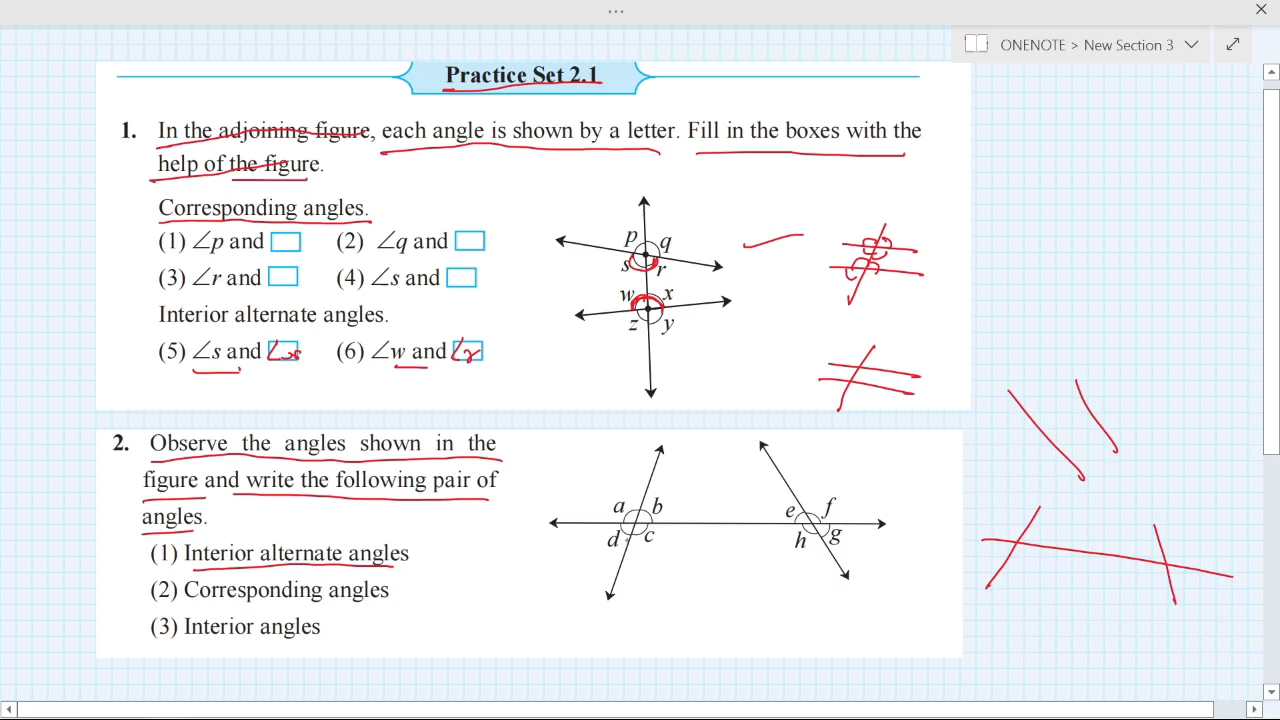 ONENOTE > New Section 3
Practice Set 2.1
1. In the adjoining figure, each angle is shown by a letter. Fill in the boxes with the
help of the figure.
Corresponding angles.
(1) ∠p and (2) ∠q and
(3) ∠r and (4) ∠s and
Interior alternate angles.
(5) ∠s and ∠x (6) ∠w and ∠r
p q
s r
w x
z y
2. Observe the angles shown in the
figure and write the following pair of
angles.
(1) Interior alternate angles
(2) Corresponding angles
(3) Interior angles
a b
d c
e f
h g